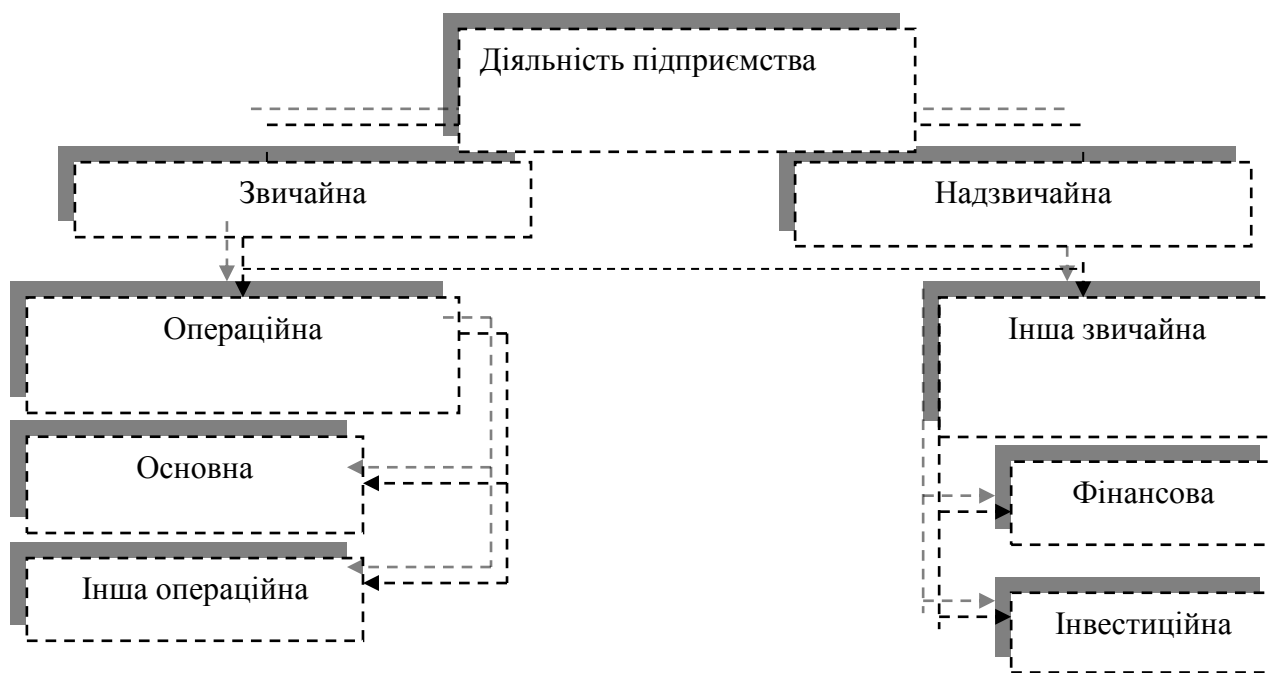 Діяльність підприємства
Звичайна
Надзвичайна
Операційна
Інша звичайна
Основна
Фінансова
Інша операційна
Інвестиційна